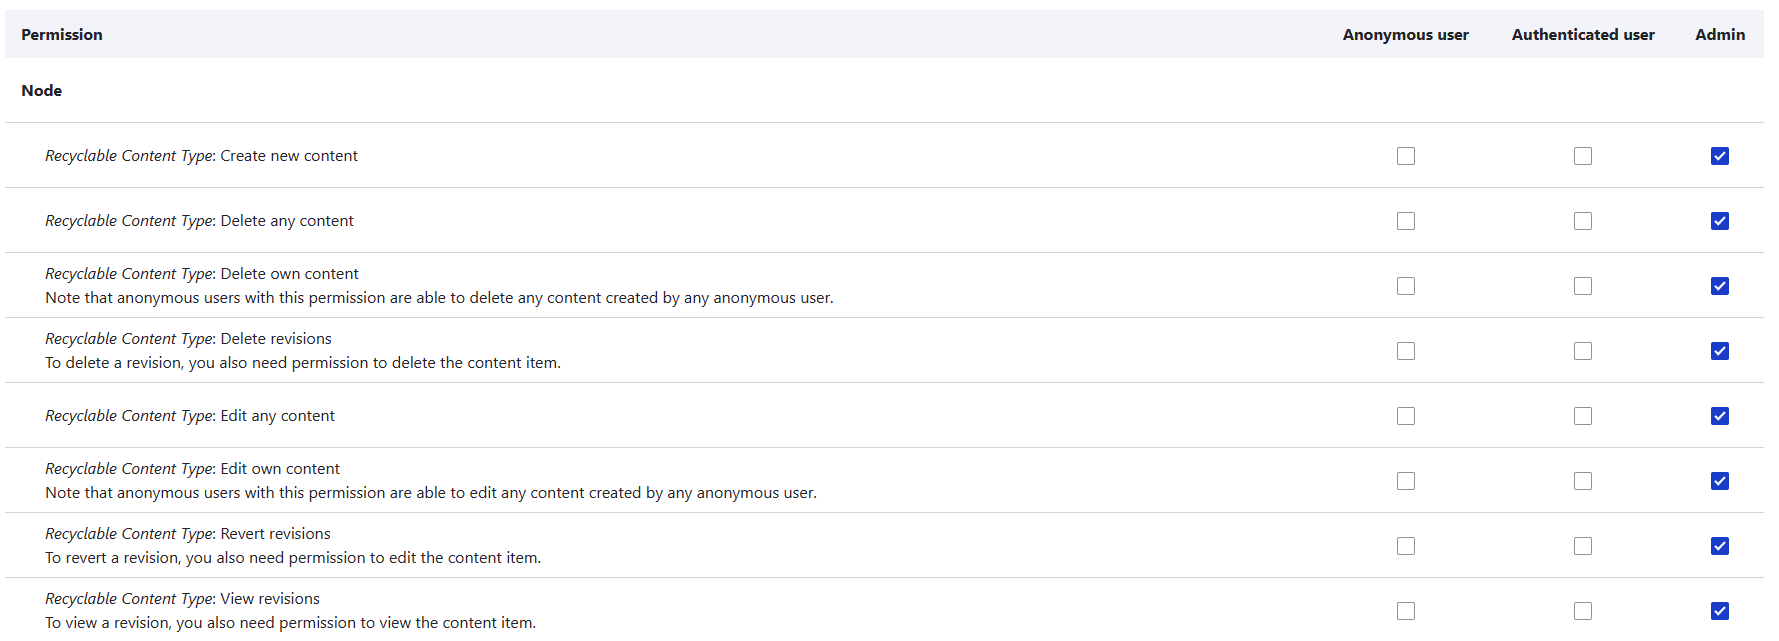 Permission Anonymous user Authenticated user Admin
Node
Recyclable Content Type: Create new content
Recyclable Content Type: Delete any content
Recyclable Content Type: Delete own content
Note that anonymous users with this permission are able to delete any content created by any anonymous user.
Recyclable Content Type: Delete revisions
To delete a revision, you also need permission to delete the content item.
Recyclable Content Type: Edit any content
Recyclable Content Type: Edit own content
Note that anonymous users with this permission are able to edit any content created by any anonymous user.
Recyclable Content Type: Revert revisions
To revert a revision, you also need permission to edit the content item.
Recyclable Content Type: View revisions
To view a revision, you also need permission to view the content item.